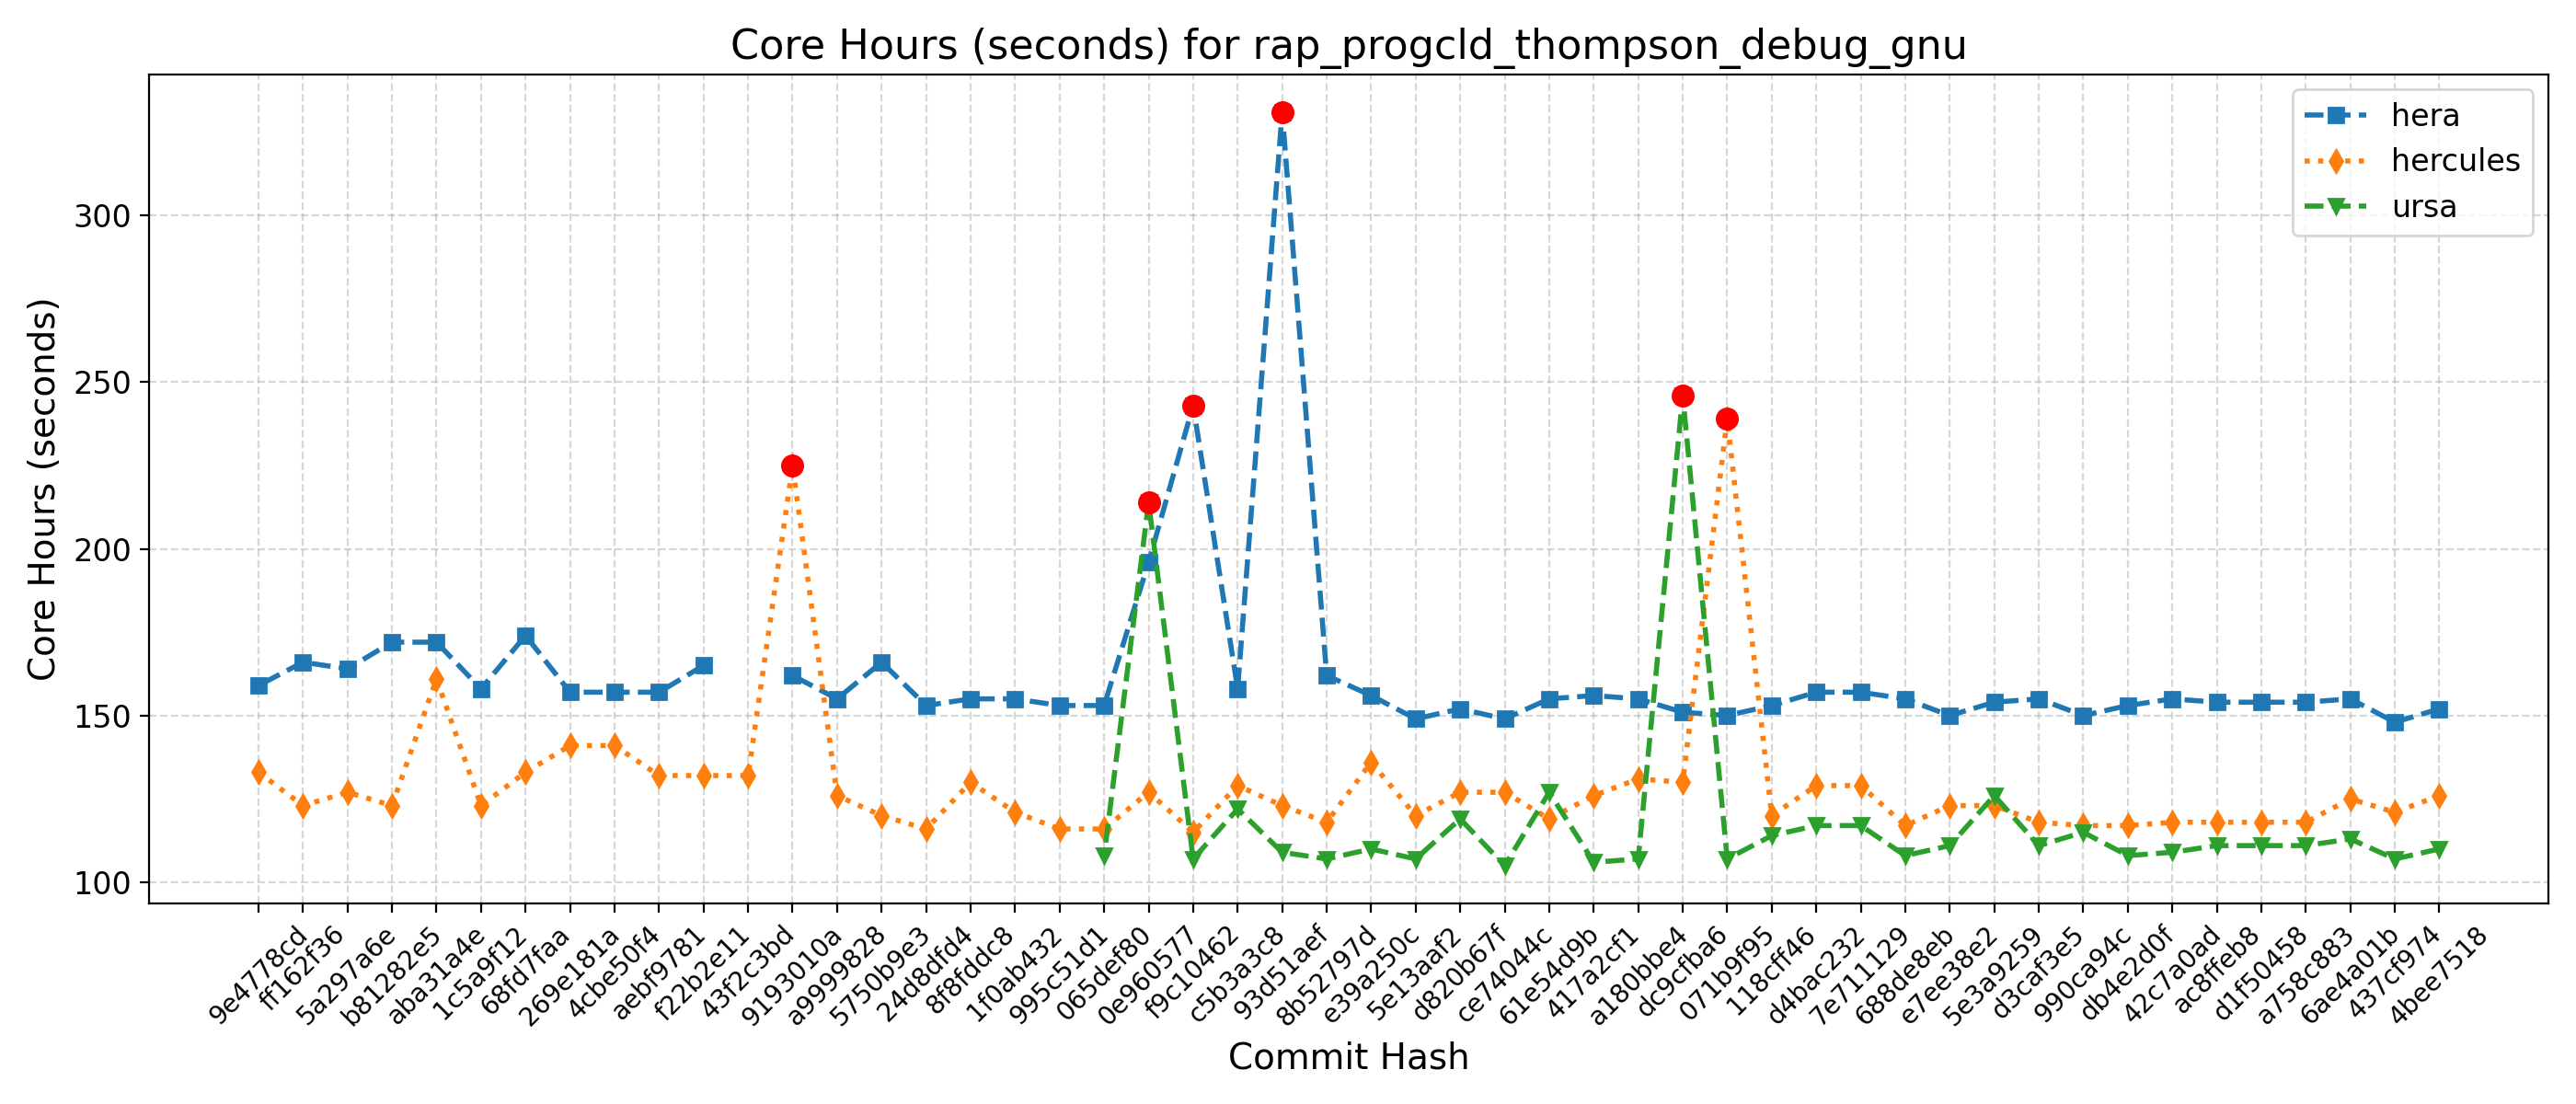 Core Hours (seconds) for rap_progcld_thompson_debug_gnu
hera
hercules
ursa
Core Hours (seconds)
300
250
200
150
100
9e4778cd
ff162f36
5a297a6e
b81282e5
aba31a4e
1c5a9f12
68fd7faa
269e181a
4cbe50f4
aebf9781
f22b2e11
43f2c3bd
9193010a
a9999828
5750b9e3
24d8dfd4
8f8fddc8
1f0ab432
995c51d1
065def80
0e960577
f9c10462
c5b3a3c8
93d51aef
8b52797d
e39a250c
5e13aaf2
d820b67f
ce74044c
61e54d9b
417a2cf1
a180bbe4
dc9cfba6
071b9f95
118cff46
d4bac232
7e711129
688de8eb
e7ee38e2
5e3a9259
d3caf3e5
990ca94c
db4e2d0f
42c7a0ad
ac8ffeb8
d1f50458
a758c883
6ae4a01b
437cf974
4bee7518
Commit Hash